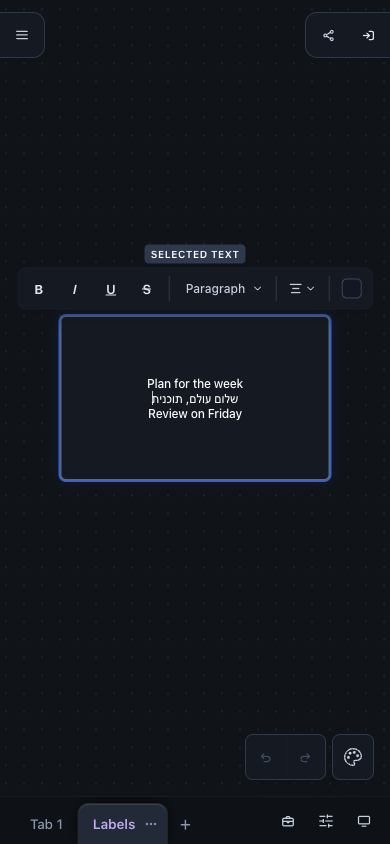 SELECTED TEXT
B I U S Paragraph
Plan for the week
שלום עולם, תוכנית
Review on Friday
Tab 1 Labels